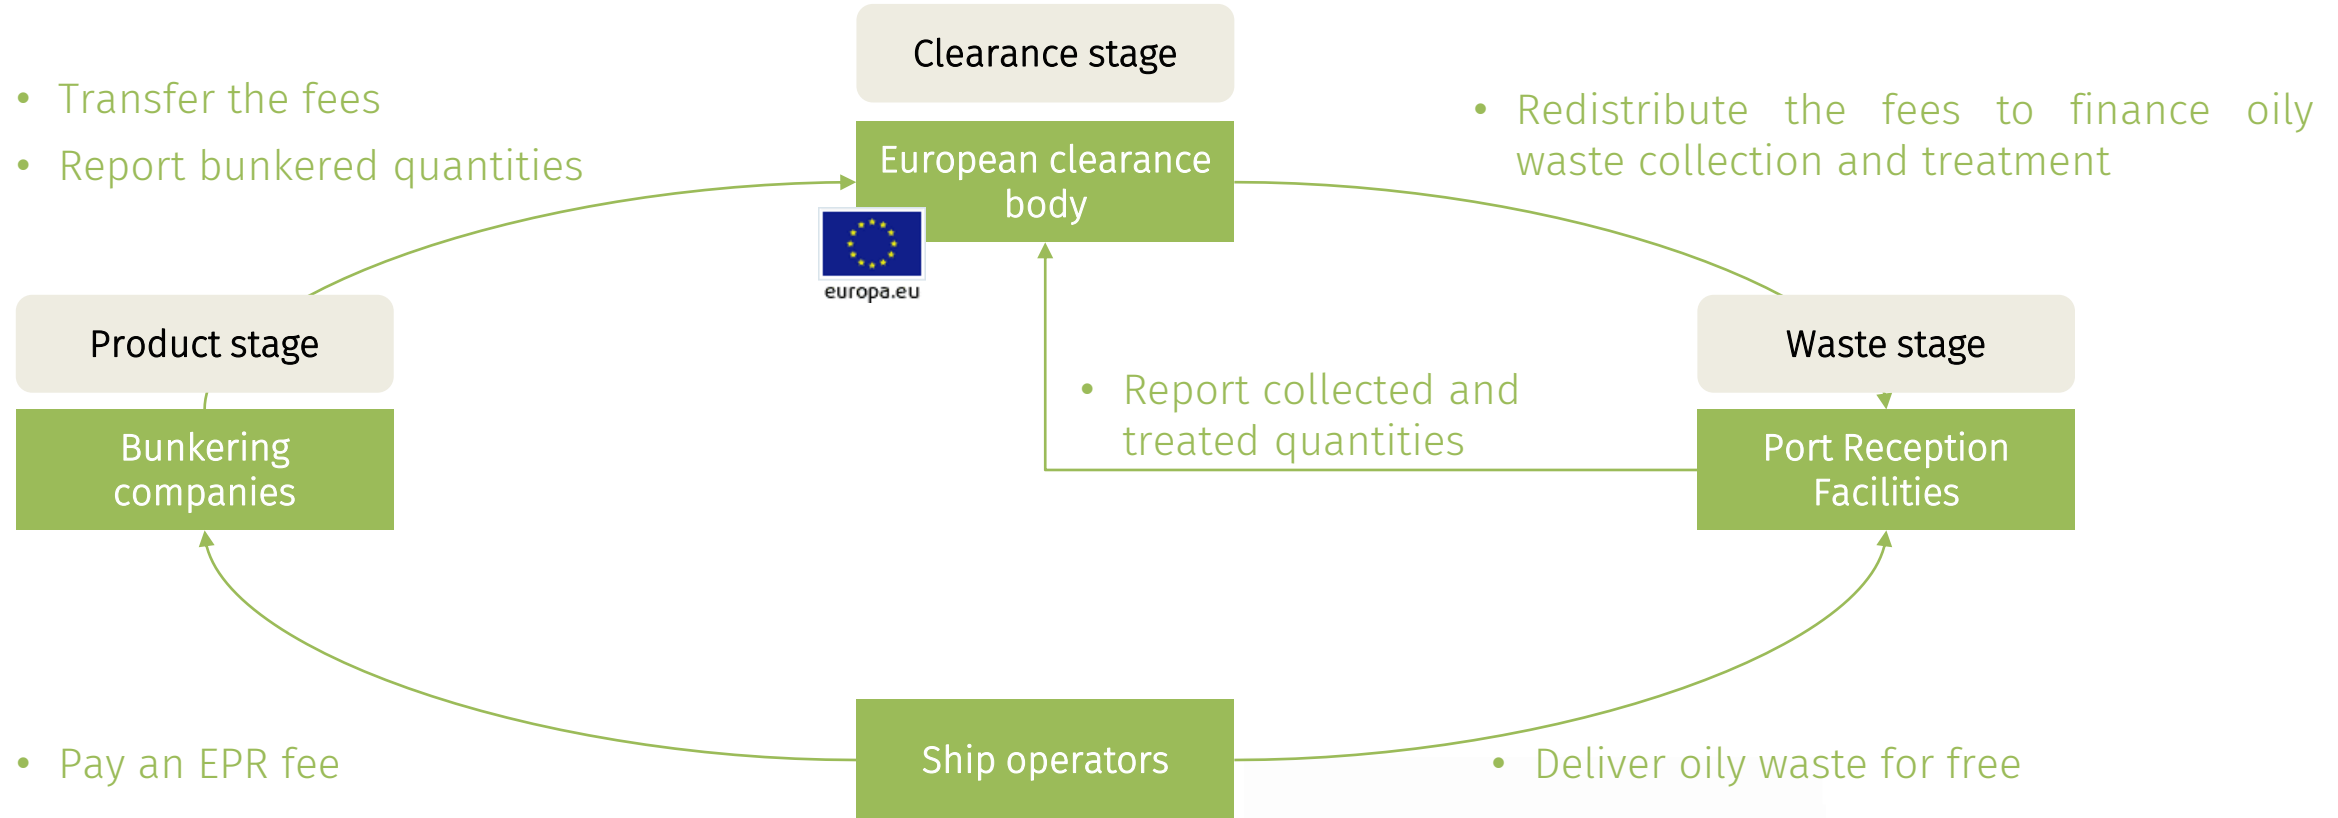 Clearance stage
• Transfer the fees
• Report bunkered quantities
European clearance
body
europa.eu
• Redistribute the fees to finance oily
waste collection and treatment
Product stage
Bunkering
companies
• Report collected and
treated quantities
Waste stage
Port Reception
Facilities
• Pay an EPR fee
Ship operators
• Deliver oily waste for free